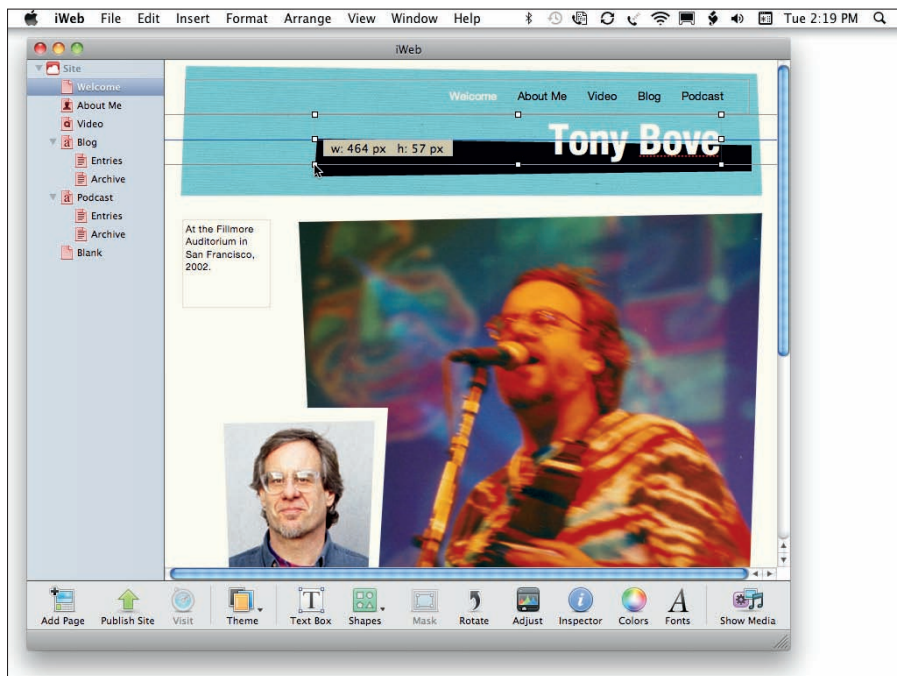 iWeb File Edit Insert Format Arrange View Window Help Tue 2:19 PM
iWeb
Site
Welcome
About Me
Video
Blog
Entries
Archive
Podcast
Entries
Archive
Blank
Welcome About Me Video Blog Podcast
Tony Bove
w: 464 px h: 57 px
At the Fillmore
Auditorium in
San Francisco,
2002.
Add Page Publish Site Visit Theme Text Box Shapes Mask Rotate Adjust Inspector Colors Fonts Show Media